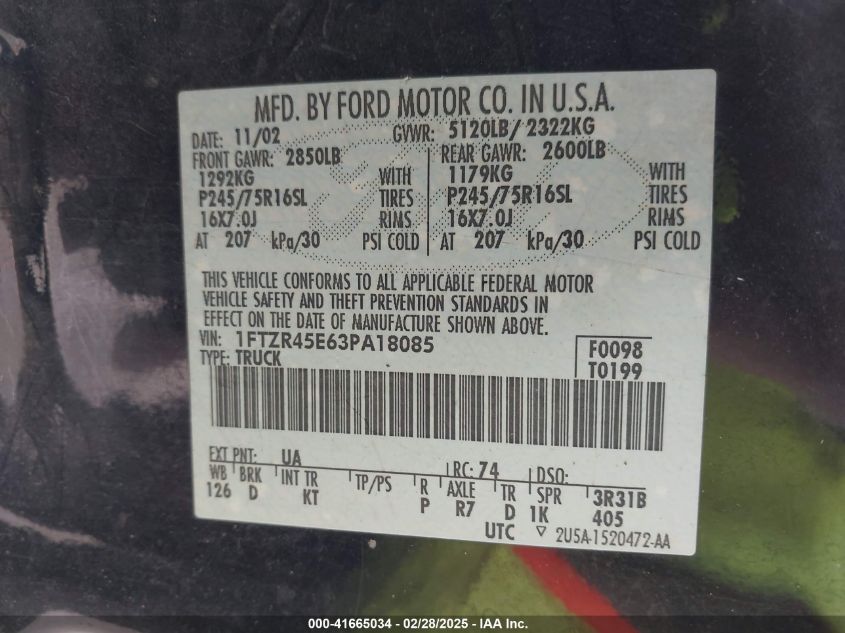 MFD. BY FORD MOTOR CO. IN U.S.A.
DATE: 11/02 GVWR: 5120LB/ 2322KG
FRONT GAWR: 2850LB REAR GAWR: 2600LB
1292KG WITH 1179KG WITH
P245/75R16SL TIRES P245/75R16SL TIRES
16X7.0J RIMS 16X7.0J RIMS
AT 207 kPa/30 PSI COLD AT 207 kPa/30 PSI COLD
THIS VEHICLE CONFORMS TO ALL APPLICABLE FEDERAL MOTOR
VEHICLE SAFETY AND THEFT PREVENTION STANDARDS IN
EFFECT ON THE DATE OF MANUFACTURE SHOWN ABOVE.
VIN: 1FTZR45E63PA18085 F0098
TYPE: TRUCK T0199
EXT PNT: UA RC: 74 DSO:
WB BRK INT TR TP/PS R AXLE TR SPR 3R31B
126 D KT P R7 D 1K 405
UTC ▽ 2U5A-1520472-AA
000-41665034 / 02/28/2025 - IAA Inc.